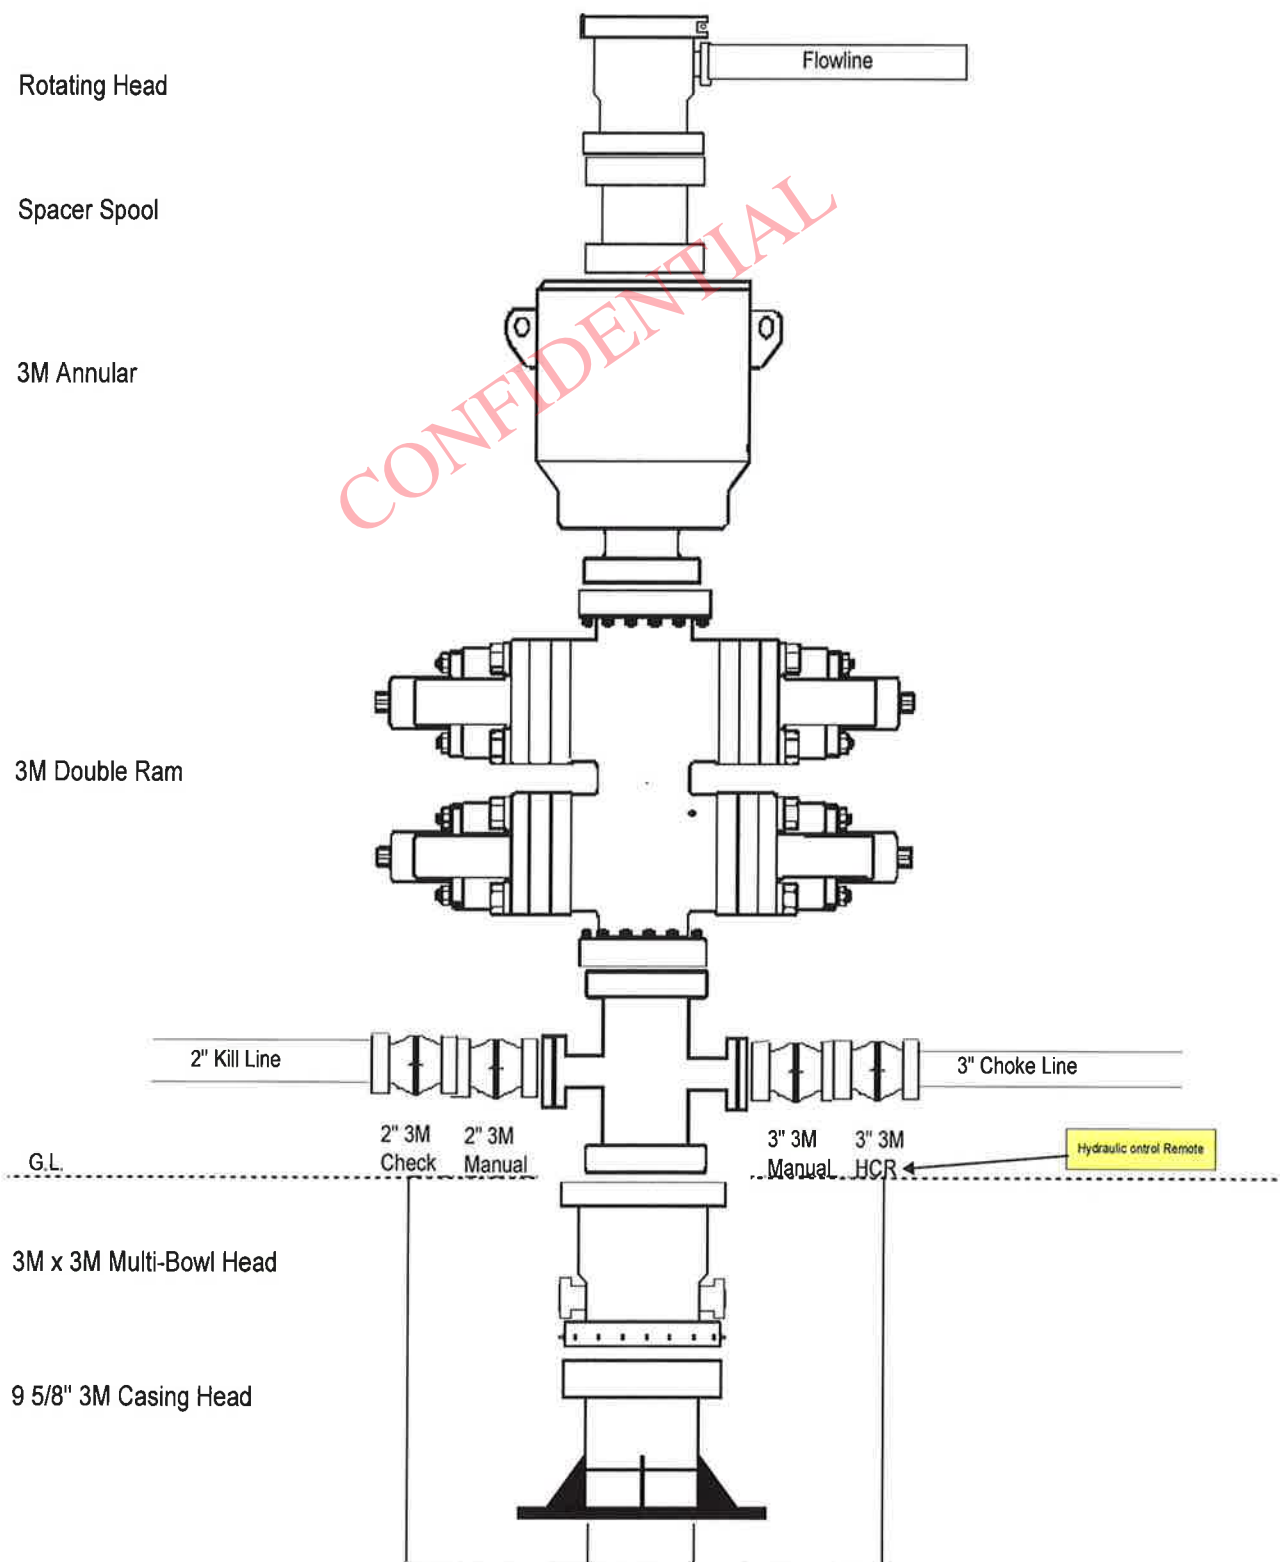 Flowline
Rotating Head
Spacer Spool
CONFIDENTIAL
3M Annular
3M Double Ram
2" Kill Line
3" Choke Line
2" 3M
Check
2" 3M
Manual
3" 3M
Manual
3" 3M
HCR
Hydraulic ontrol Remote
G.L.
3M x 3M Multi-Bowl Head
9 5/8" 3M Casing Head